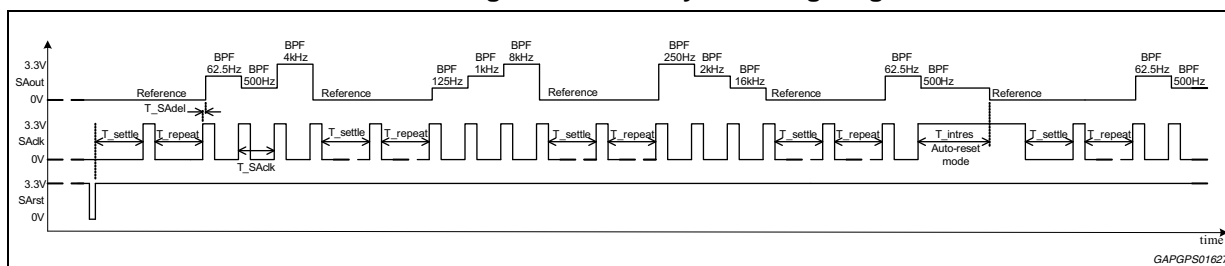 BPF 62.5Hz
BPF 500Hz
BPF 4kHz
BPF 125Hz
BPF 1kHz
BPF 8kHz
BPF 250Hz
BPF 2kHz
BPF 16kHz
BPF 62.5Hz
BPF 500Hz
BPF 62.5Hz
BPF 500Hz
3.3V
SAout
0V
Reference
Reference
Reference
Reference
Reference
T_SAdel
3.3V
SAclk
0V
T_settle
T_repeat
T_SAclk
T_settle
T_repeat
T_settle
T_repeat
T_settle
T_repeat
T_intres
Auto-reset
mode
T_settle
T_repeat
3.3V
SArst
0V
time
GAPGPS01627